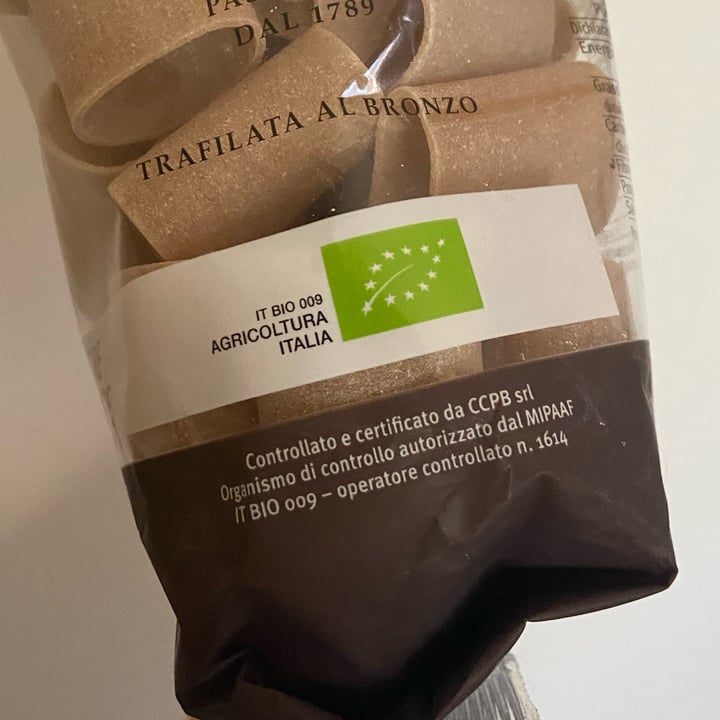 DAL 1789
TRAFILATA AL BRONZO
IT BIO 009
AGRICOLTURA
ITALIA
Controllato e certificato da CCPB srl
Organismo di controllo autorizzato dal MIPAAF
IT BIO 009 – operatore controllato n. 1614